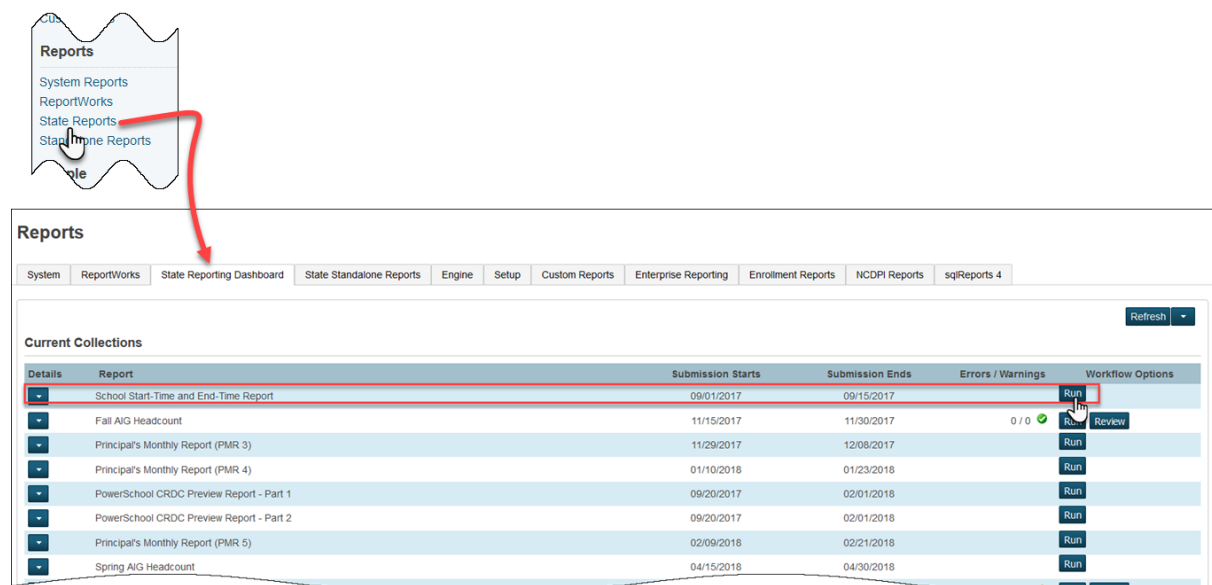 Reports
System Reports
ReportWorks
State Reports
Reports
Reports
System ReportWorks State Reporting Dashboard State Standalone Reports Engine Setup Custom Reports Enterprise Reporting Enrollment Reports NCDPI Reports sqlReports 4
Refresh
Current Collections
Details Report Submission Starts Submission Ends Errors / Warnings Workflow Options
School Start-Time and End-Time Report 09/01/2017 09/15/2017 Run
Fall AIG Headcount 11/15/2017 11/30/2017 0 / 0 Run Review
Principal's Monthly Report (PMR 3) 11/29/2017 12/08/2017 Run
Principal's Monthly Report (PMR 4) 01/10/2018 01/23/2018 Run
PowerSchool CRDC Preview Report - Part 1 09/20/2017 02/01/2018 Run
PowerSchool CRDC Preview Report - Part 2 09/20/2017 02/01/2018 Run
Principal's Monthly Report (PMR 5) 02/09/2018 02/21/2018 Run
Spring AIG Headcount 04/15/2018 04/30/2018 Run